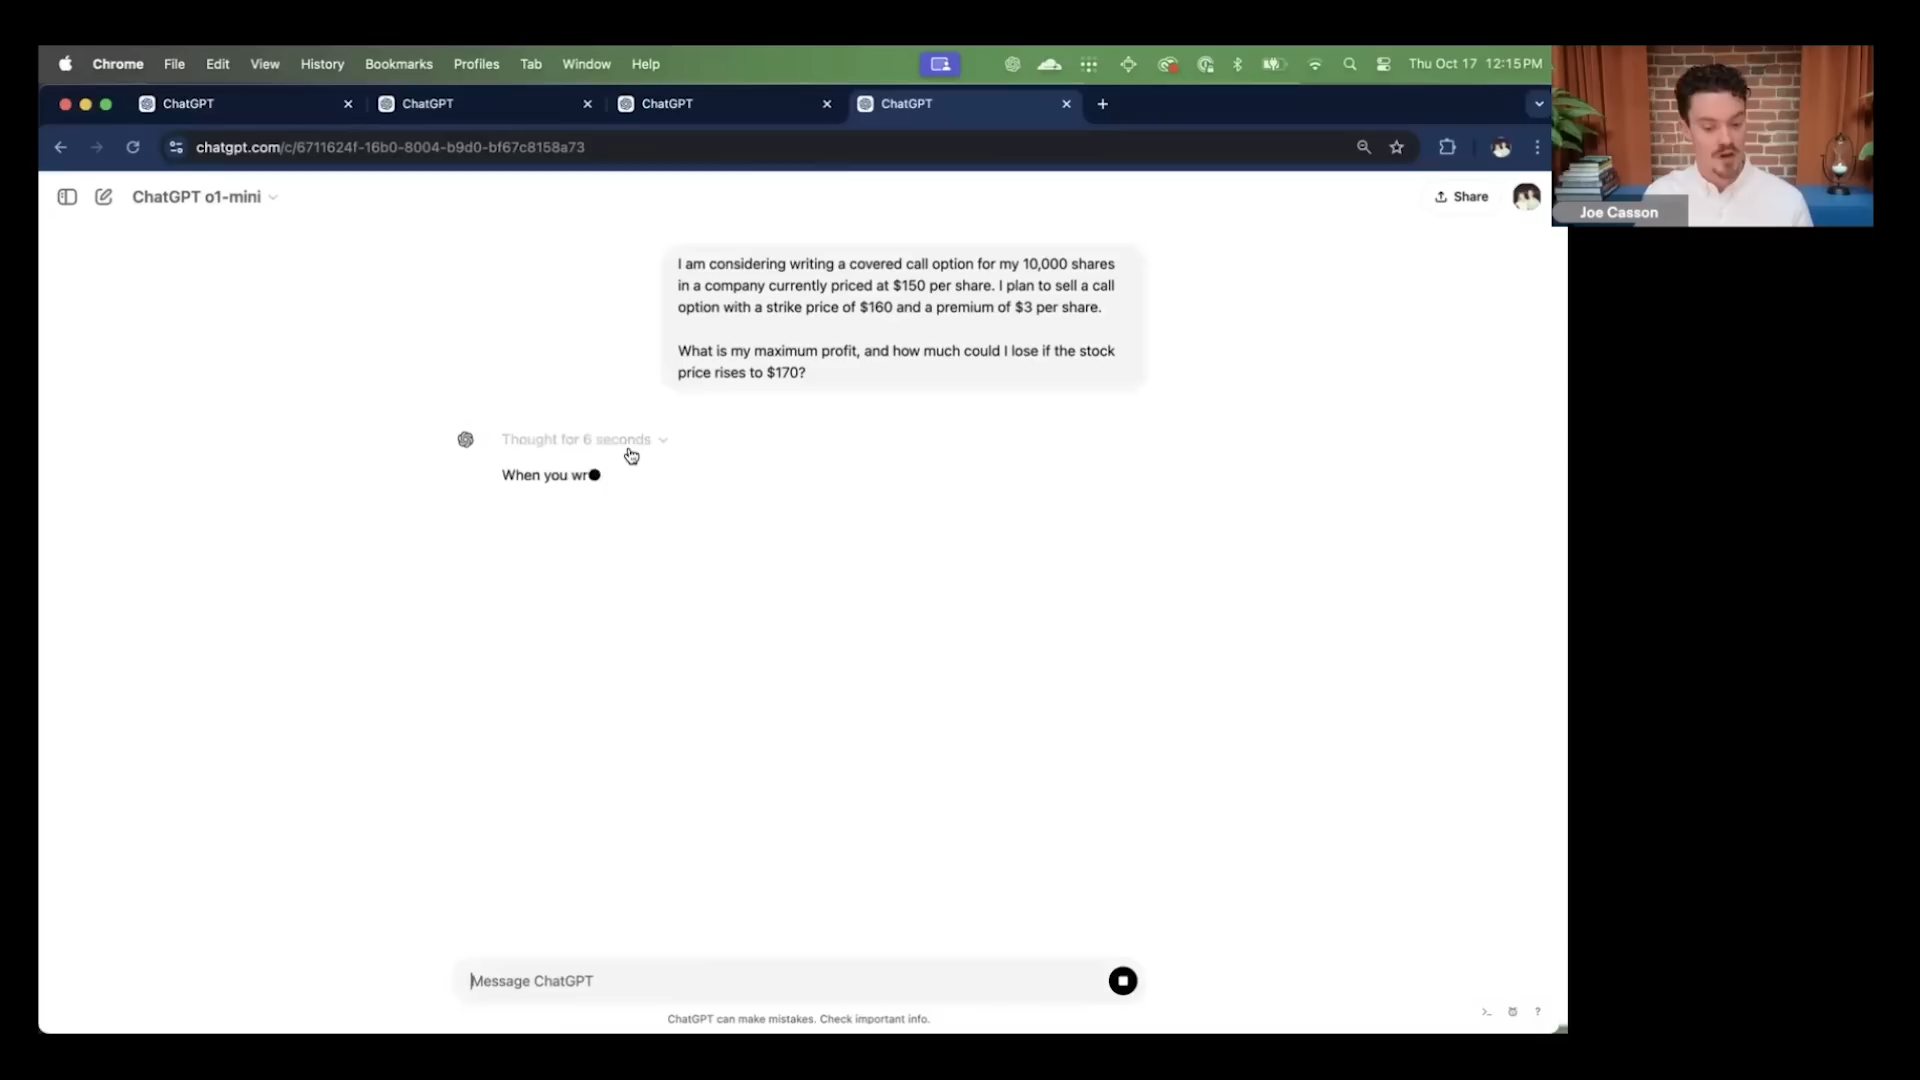 Chrome File Edit View History Bookmarks Profiles Tab Window Help Thu Oct 17 12:15 PM
ChatGPT ChatGPT ChatGPT ChatGPT
chatgpt.com/c/6711624f-16b0-8004-b9d0-bf67c8158a73
ChatGPT o1-mini Share
Joe Casson
I am considering writing a covered call option for my 10,000 shares
in a company currently priced at $150 per share. I plan to sell a call
option with a strike price of $160 and a premium of $3 per share.
What is my maximum profit, and how much could I lose if the stock
price rises to $170?
Thought for 6 seconds
When you wr
Message ChatGPT
ChatGPT can make mistakes. Check important info.
?